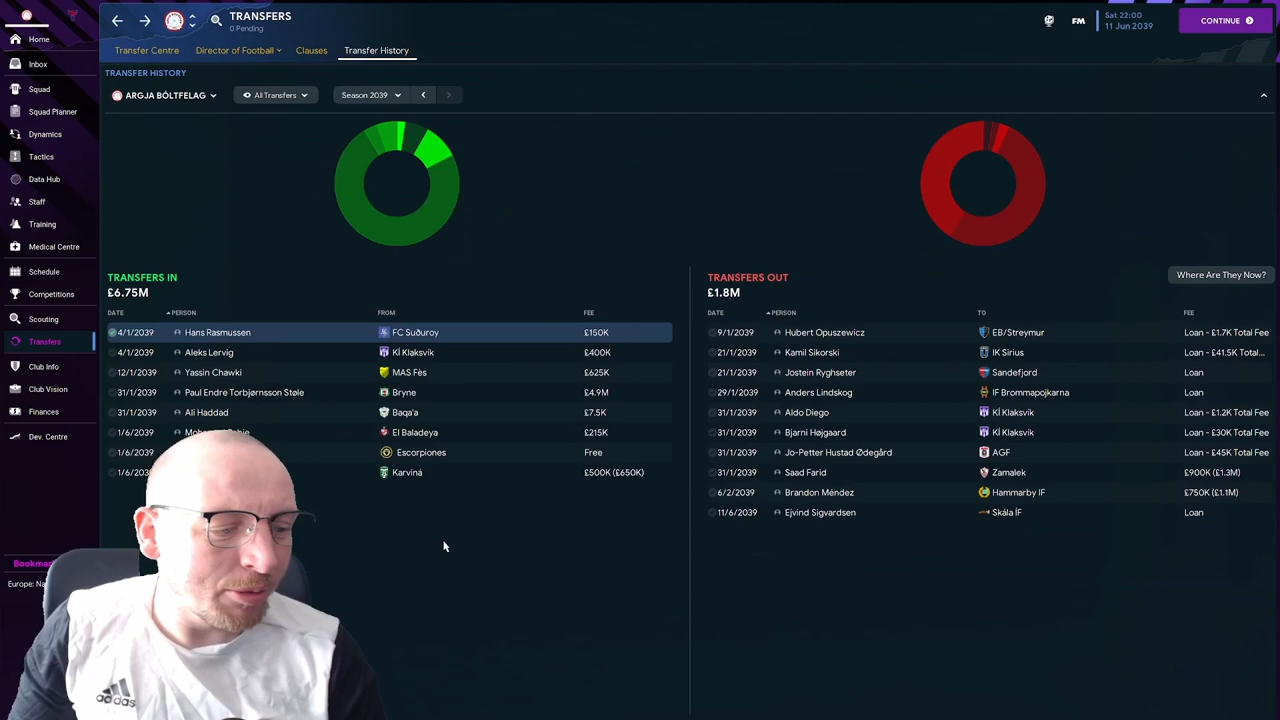 TRANSFERS
0 Pending
Sat 22:00
11 Jun 2039
FM
CONTINUE
Home
Inbox
Squad
Squad Planner
Dynamics
Tactics
Data Hub
Staff
Training
Medical Centre
Schedule
Competitions
Scouting
Transfers
Club Info
Club Vision
Finances
Dev. Centre
Bookmar
Europe: Na
Transfer Centre Director of Football Clauses Transfer History
TRANSFER HISTORY
ARGJA BÓLTFELAG All Transfers Season 2039
TRANSFERS IN
£6.75M
DATE PERSON FROM FEE
4/1/2039 Hans Rasmussen FC Suðuroy £150K
4/1/2039 Aleks Lervig KÍ Klaksvík £400K
12/1/2039 Yassin Chawki MAS Fès £625K
31/1/2039 Paul Endre Torbjørnsson Støle Bryne £4.9M
31/1/2039 Ali Haddad Baqa'a £7.5K
1/6/2039 El Baladeya £215K
1/6/2039 Escorpiones Free
1/6/2039 Karviná £500K (£650K)
TRANSFERS OUT
£1.8M
Where Are They Now?
DATE PERSON TO FEE
9/1/2039 Hubert Opuszewicz EB/Streymur Loan - £1.7K Total Fee
21/1/2039 Kamil Sikorski IK Sirius Loan - £41.5K Total...
21/1/2039 Jostein Ryghseter Sandefjord Loan
29/1/2039 Anders Lindskog IF Brommapojkarna Loan
31/1/2039 Aldo Diego KÍ Klaksvík Loan - £1.2K Total Fee
31/1/2039 Bjarni Højgaard KÍ Klaksvík Loan - £30K Total Fee
31/1/2039 Jo-Petter Hustad Ødegård AGF Loan - £45K Total Fee
31/1/2039 Saad Farid Zamalek £900K (£1.3M)
6/2/2039 Brandon Méndez Hammarby IF £750K (£1.1M)
11/6/2039 Ejvind Sigvardsen Skála ÍF Loan
adidas